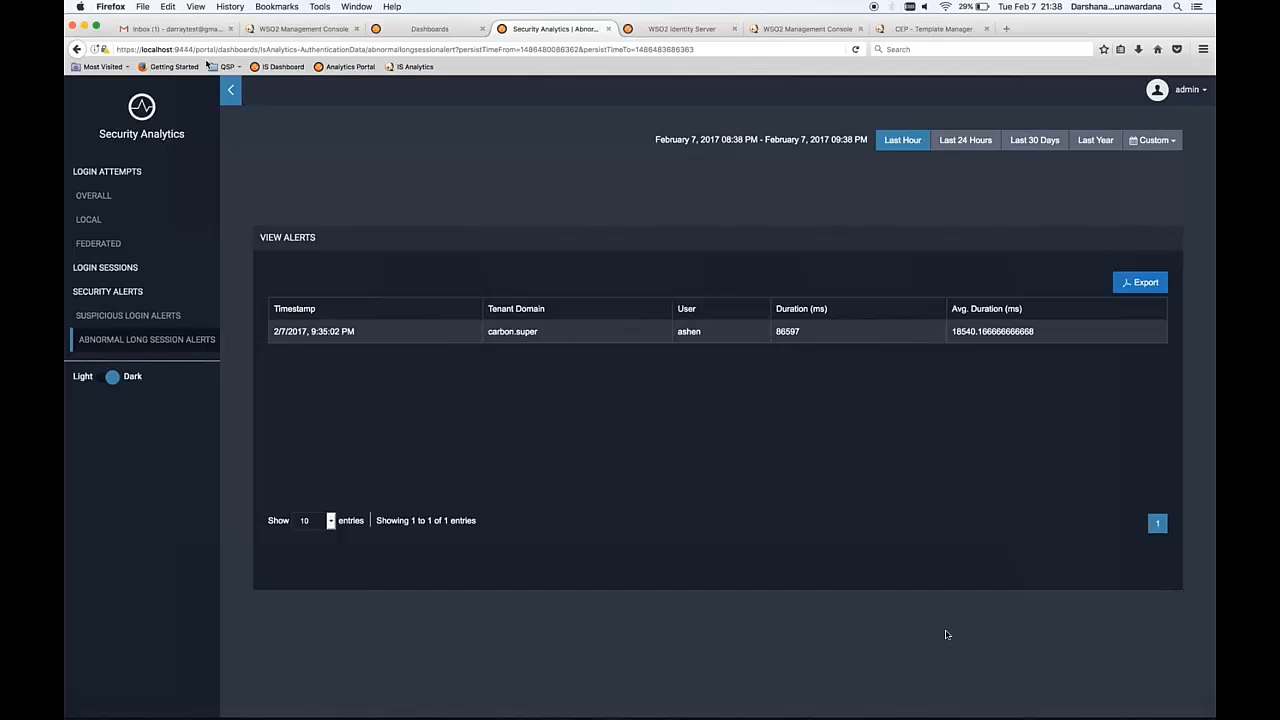 Firefox File Edit View History Bookmarks Tools Window Help 29% Tue Feb 7 21:38 Darshana...unawardana
Inbox (1) - darraytest@gma... WSO2 Management Console Dashboards Security Analytics | Abnor... WSO2 Identity Server WSO2 Management Console CEP - Template Manager
https://localhost:9444/portal/dashboards/IsAnalytics-AuthenticationData/abnormallongsessionalert?persistTimeFrom=1486480086362&persistTimeTo=1486483686363 Search
Most Visited Getting Started QSP IS Dashboard Analytics Portal IS Analytics
admin
Security Analytics
February 7, 2017 08:38 PM - February 7, 2017 09:38 PM Last Hour Last 24 Hours Last 30 Days Last Year Custom
LOGIN ATTEMPTS
OVERALL
LOCAL
FEDERATED
LOGIN SESSIONS
SECURITY ALERTS
SUSPICIOUS LOGIN ALERTS
ABNORMAL LONG SESSION ALERTS
Light Dark
VIEW ALERTS
Export
Timestamp Tenant Domain User Duration (ms) Avg. Duration (ms)
2/7/2017, 9:35:02 PM carbon.super ashen 86597 18540.166666666668
Show 10 entries Showing 1 to 1 of 1 entries 1